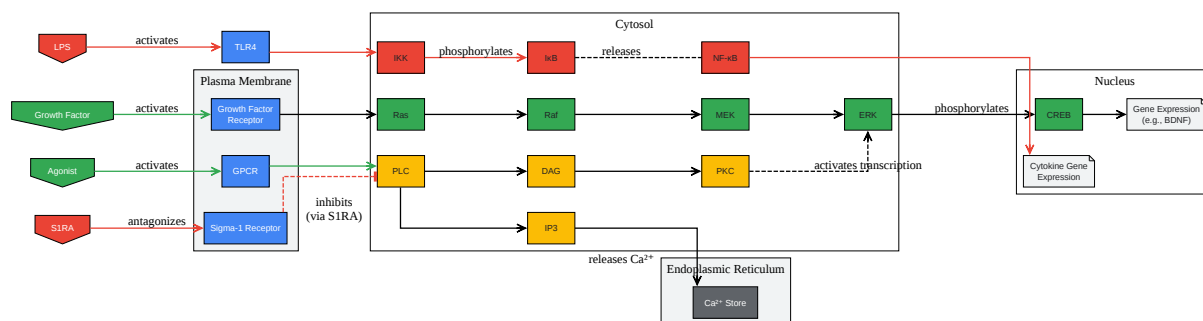 Cytosol
LPS
activates
TLR4
IKK
phosphorylates
IκB
releases
NF-κB
Plasma Membrane
Nucleus
Growth Factor
activates
Growth Factor
Receptor
Ras
Raf
MEK
ERK
phosphorylates
CREB
Gene Expression
(e.g., BDNF)
Agonist
activates
GPCR
PLC
DAG
PKC
activates transcription
Cytokine Gene
Expression
S1RA
antagonizes
Sigma-1 Receptor
inhibits
(via S1RA)
IP3
releases Ca²⁺
Endoplasmic Reticulum
Ca²⁺ Store